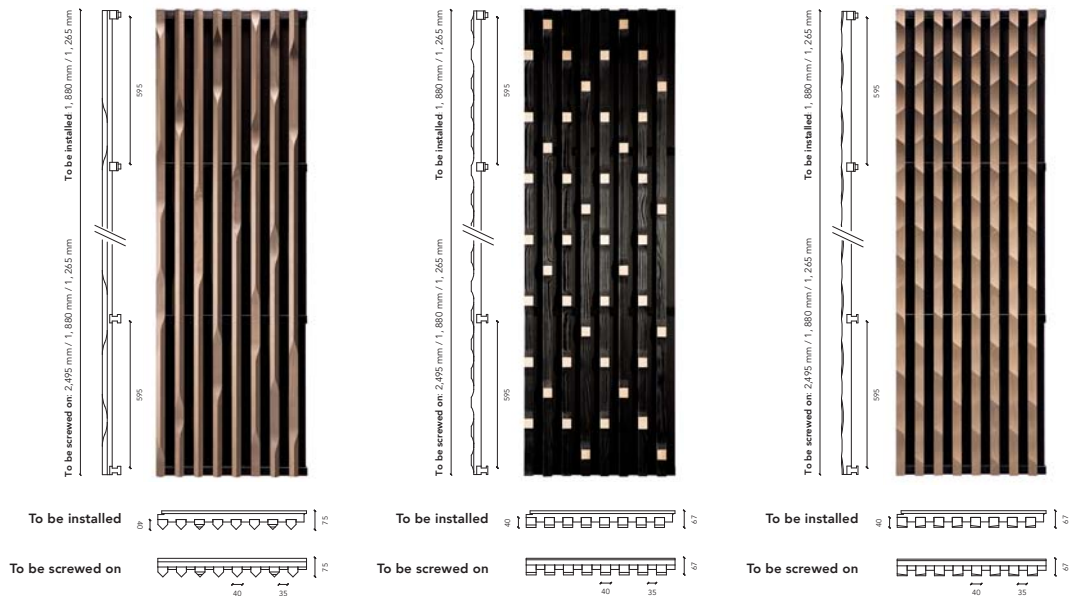 To be installed: 1, 880 mm / 1, 265 mm
To be screwed on: 2,495 mm / 1, 880 mm / 1, 265 mm
595
595
To be installed
40
75
To be screwed on
75
40
35
To be installed: 1, 880 mm / 1, 265 mm
To be screwed on: 2,495 mm / 1, 880 mm / 1, 265 mm
595
595
To be installed
40
67
To be screwed on
67
40
35
To be installed: 1, 880 mm / 1, 265 mm
To be screwed on: 2,495 mm / 1, 880 mm / 1, 265 mm
595
595
To be installed
40
67
To be screwed on
67
40
35